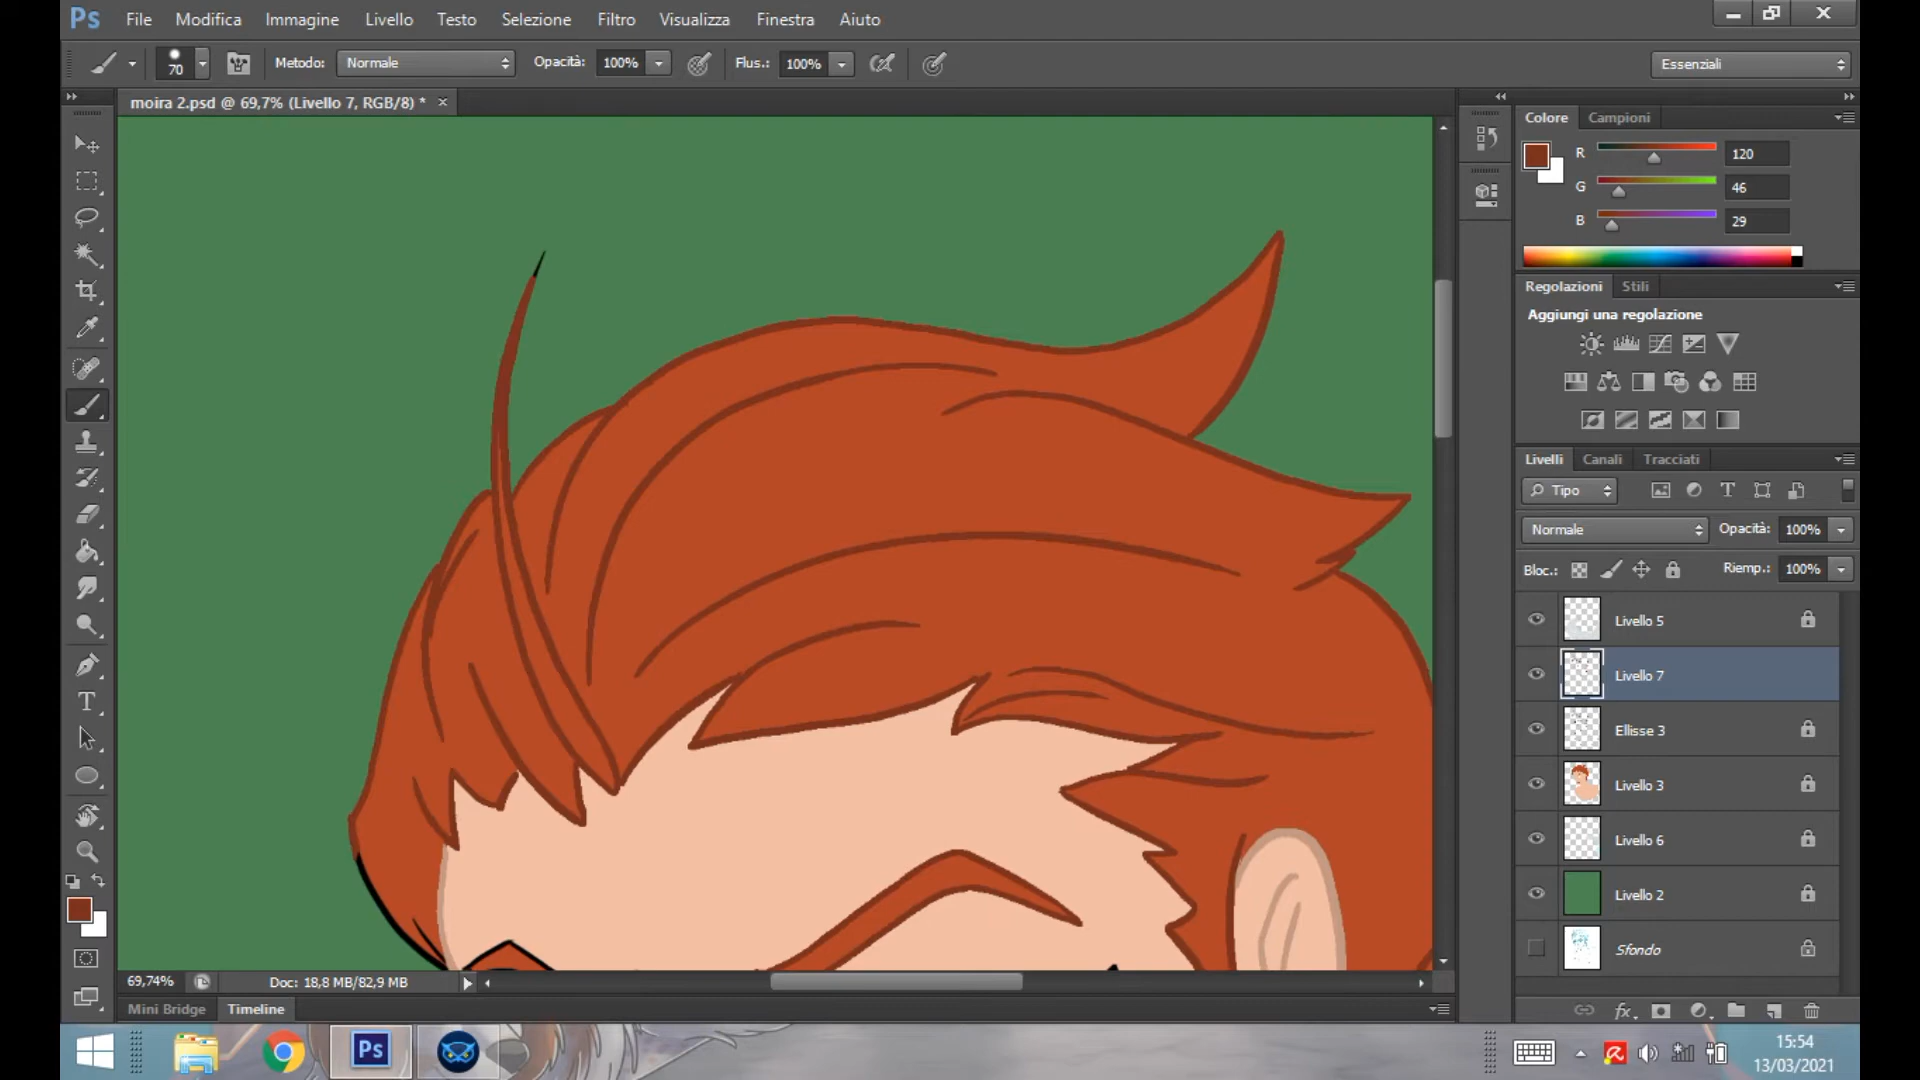 Ps File Modifica Immagine Livello Testo Selezione Filtro Visualizza Finestra Aiuto
70 Metodo: Normale Opacità: 100% Flus.: 100% Essenziali
moira 2.psd @ 69,7% (Livello 7, RGB/8) *
Colore Campioni
R 120
G 46
B 29
Regolazioni Stili
Aggiungi una regolazione
Livelli Canali Tracciati
Tipo
Normale Opacità: 100%
Bloc.: Riemp.: 100%
Livello 5
Livello 7
Ellisse 3
Livello 3
Livello 6
Livello 2
Sfondo
69,74% Doc: 18,8 MB/82,9 MB
Mini Bridge Timeline
Ps
15:54
13/03/2021